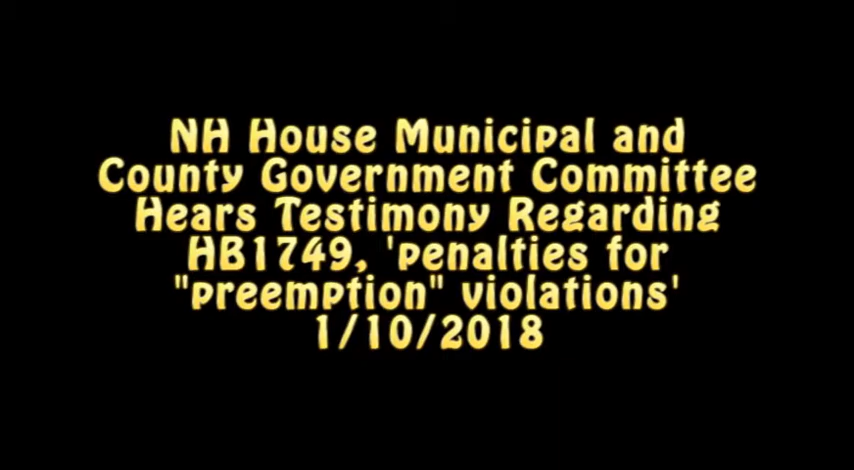 NH House Municipal and
County Government Committee
Hears Testimony Regarding
HB1749, 'penalties for
"preemption" violations'
1/10/2018